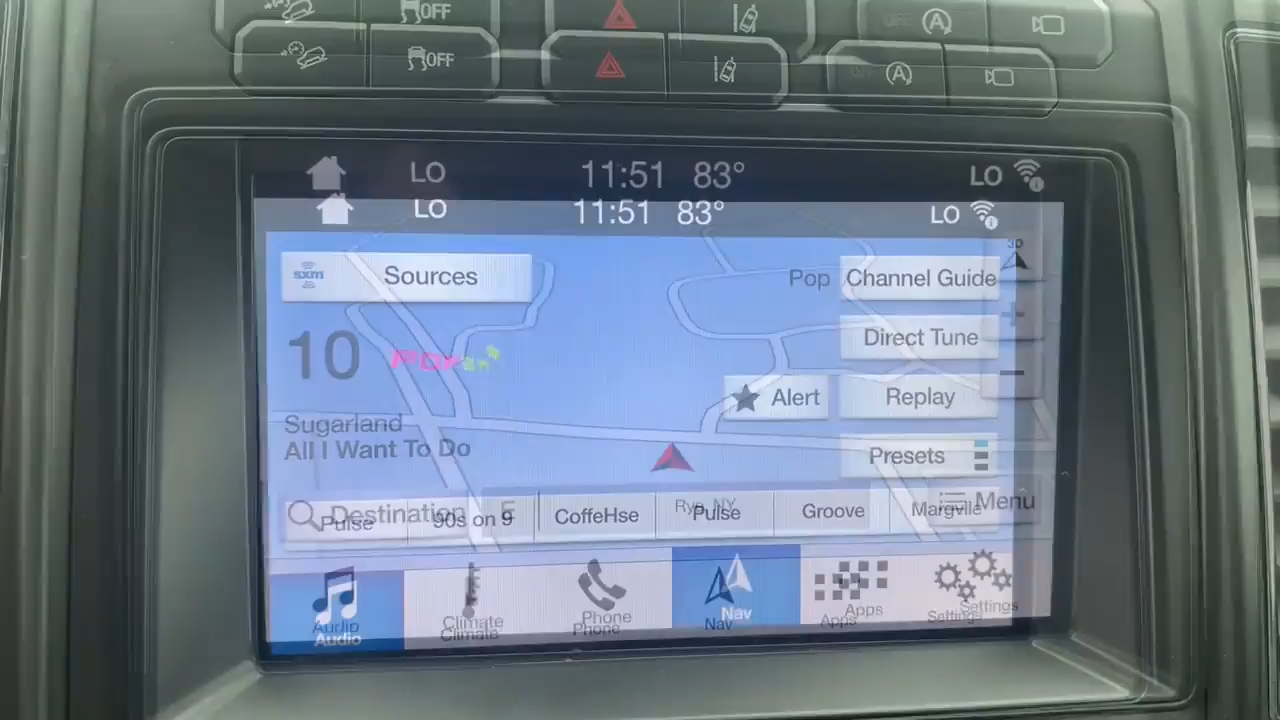 OFF
OFF
A
A
LO 11:51 83° LO
LO 11:51 83° LO
3D
sxm Sources
Pop Channel Guide
Direct Tune
10
Alert Replay
Sugarland
All I Want To Do
Presets
Destination E Rye, NY Menu
Pulse 90s on 9 CoffeHse Pulse Groove Margvlle
Audio Climate Phone Nav Apps Settings
Audio Climate Phone Nav Apps Settings